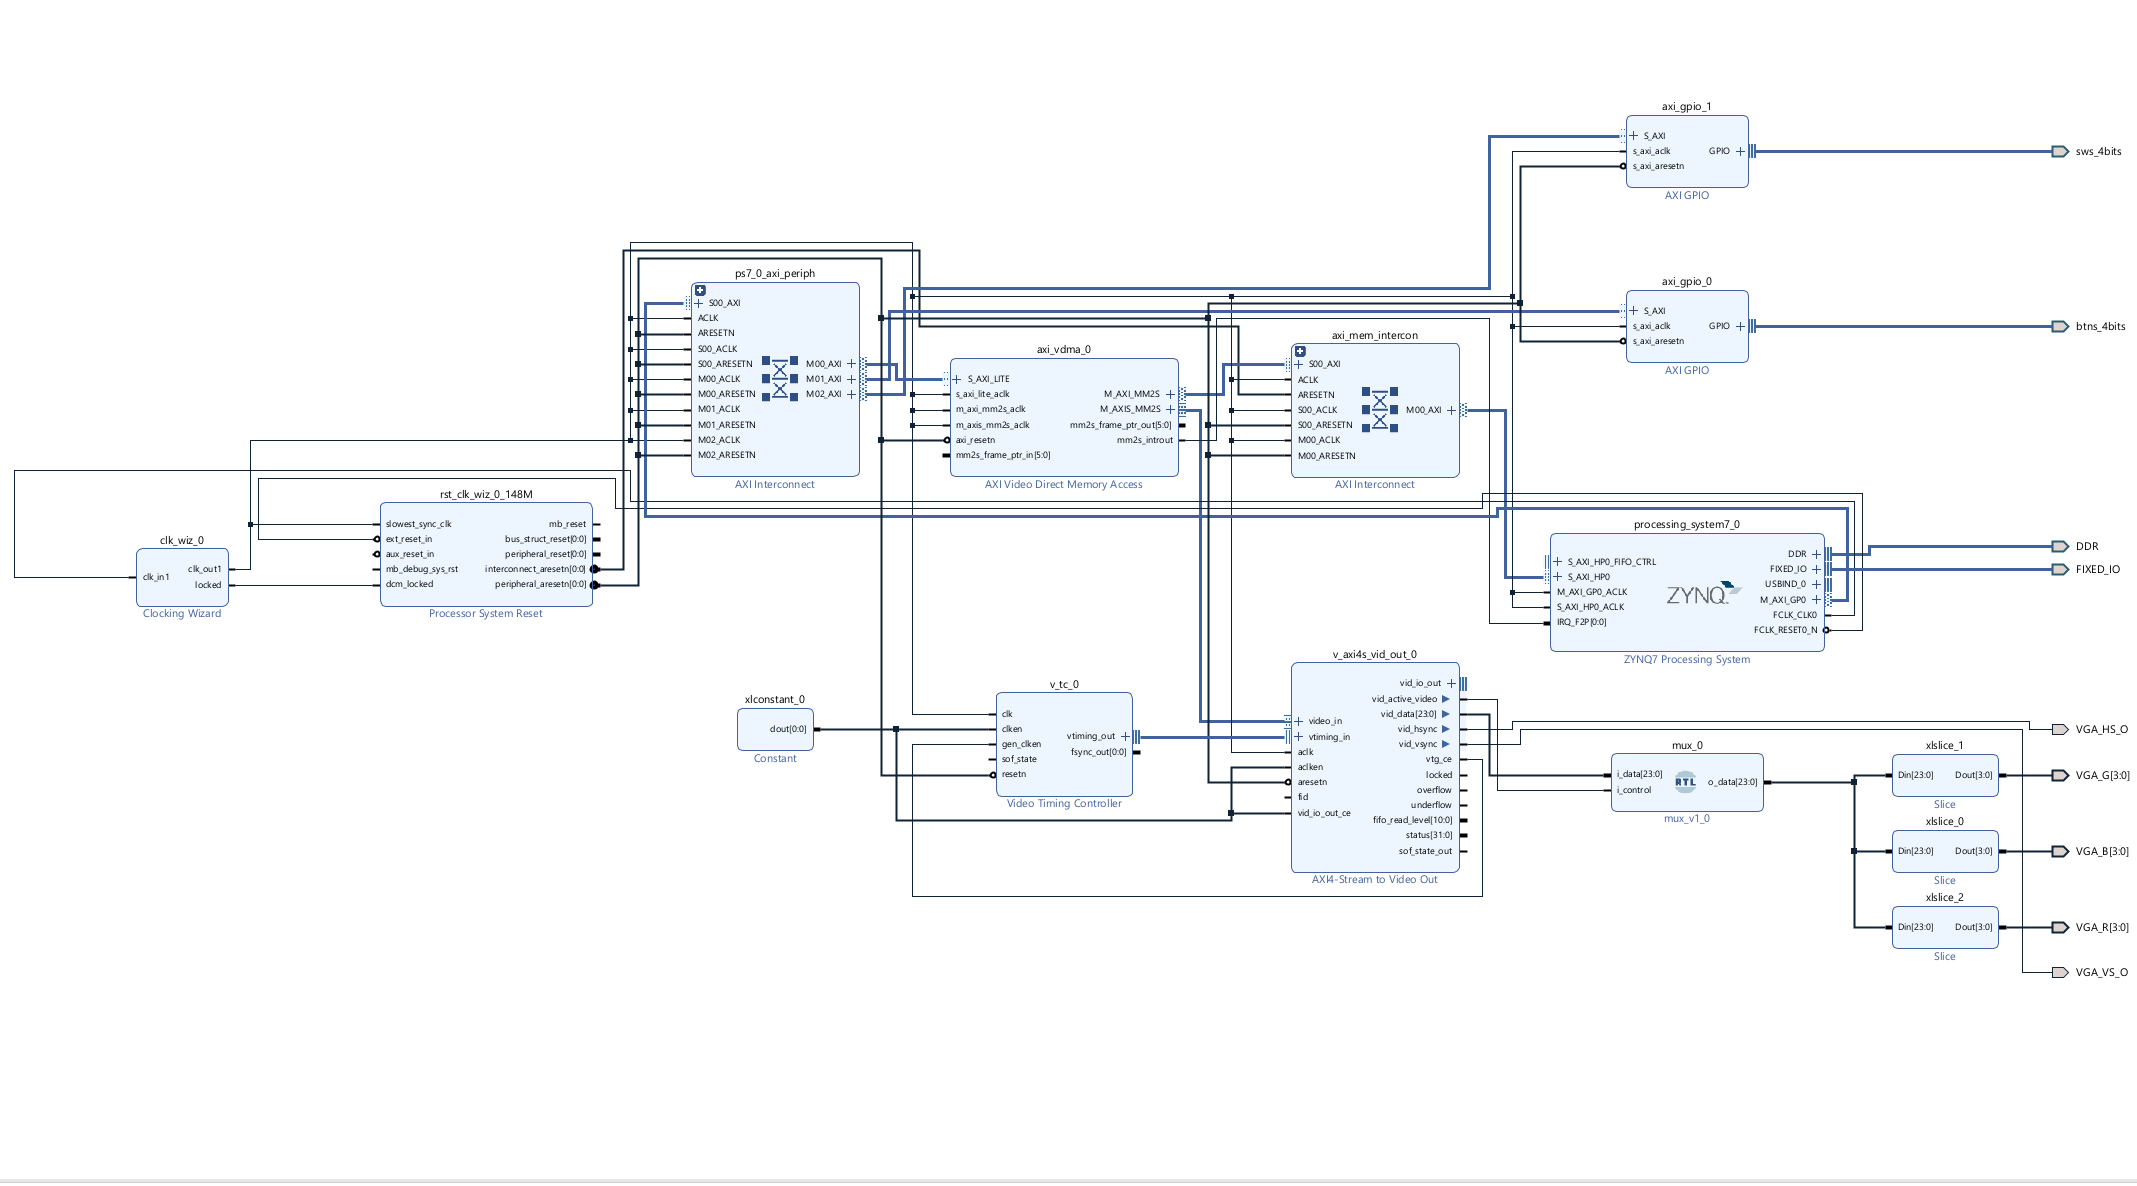 axi_gpio_1
S_AXI
s_axi_aclk
s_axi_aresetn
GPIO
AXI GPIO
sws_4bits
axi_gpio_0
S_AXI
s_axi_aclk
s_axi_aresetn
GPIO
AXI GPIO
btns_4bits
ps7_0_axi_periph
S00_AXI
ACLK
ARESETN
S00_ACLK
S00_ARESETN
M00_ACLK
M00_ARESETN
M01_ACLK
M01_ARESETN
M02_ACLK
M02_ARESETN
M00_AXI
M01_AXI
M02_AXI
AXI Interconnect
axi_vdma_0
S_AXI_LITE
s_axi_lite_aclk
m_axi_mm2s_aclk
m_axis_mm2s_aclk
axi_resetn
mm2s_frame_ptr_in[5:0]
M_AXI_MM2S
M_AXIS_MM2S
mm2s_frame_ptr_out[5:0]
mm2s_introut
AXI Video Direct Memory Access
axi_mem_intercon
S00_AXI
ACLK
ARESETN
S00_ACLK
S00_ARESETN
M00_ACLK
M00_ARESETN
M00_AXI
AXI Interconnect
clk_wiz_0
clk_in1
clk_out1
locked
Clocking Wizard
rst_clk_wiz_0_148M
slowest_sync_clk
ext_reset_in
aux_reset_in
mb_debug_sys_rst
dcm_locked
mb_reset
bus_struct_reset[0:0]
peripheral_reset[0:0]
interconnect_aresetn[0:0]
peripheral_aresetn[0:0]
Processor System Reset
processing_system7_0
S_AXI_HP0_FIFO_CTRL
S_AXI_HP0
M_AXI_GP0_ACLK
S_AXI_HP0_ACLK
IRQ_F2P[0:0]
ZYNQ
DDR
FIXED_IO
USBIND_0
M_AXI_GP0
FCLK_CLK0
FCLK_RESET0_N
ZYNQ7 Processing System
DDR
FIXED_IO
xlconstant_0
dout[0:0]
Constant
v_tc_0
clk
clken
gen_clken
sof_state
resetn
vtiming_out
fsync_out[0:0]
Video Timing Controller
v_axi4s_vid_out_0
video_in
vtiming_in
aclk
aclken
aresetn
fid
vid_io_out_ce
vid_io_out
vid_active_video
vid_data[23:0]
vid_hsync
vid_vsync
vtg_ce
locked
overflow
underflow
fifo_read_level[10:0]
status[31:0]
sof_state_out
AXI4-Stream to Video Out
mux_0
i_data[23:0]
i_control
RTL
o_data[23:0]
mux_v1_0
xlslice_1
Din[23:0]
Dout[3:0]
Slice
xlslice_0
Din[23:0]
Dout[3:0]
Slice
xlslice_2
Din[23:0]
Dout[3:0]
Slice
VGA_HS_O
VGA_G[3:0]
VGA_B[3:0]
VGA_R[3:0]
VGA_VS_O